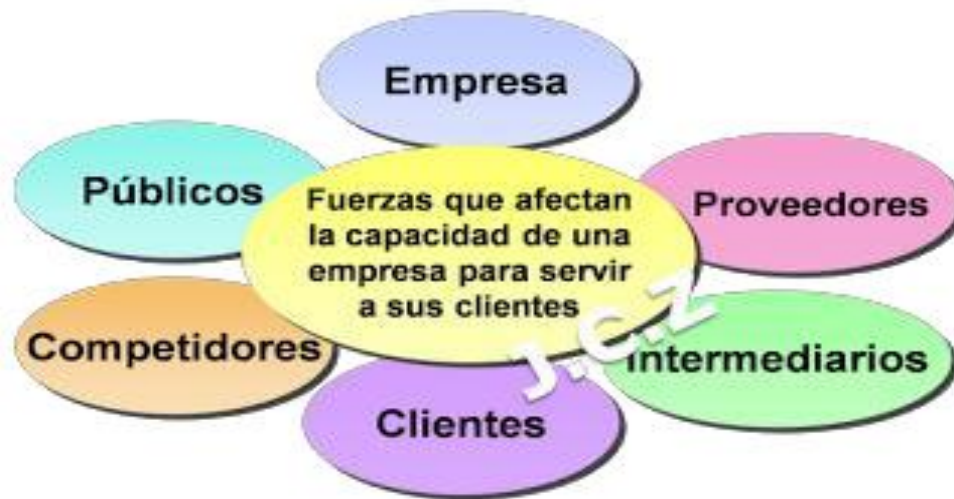 Empresa
Públicos
Proveedores
Fuerzas que afectan
la capacidad de una
empresa para servir
a sus clientes
J.C.Z
Competidores
Intermediarios
Clientes